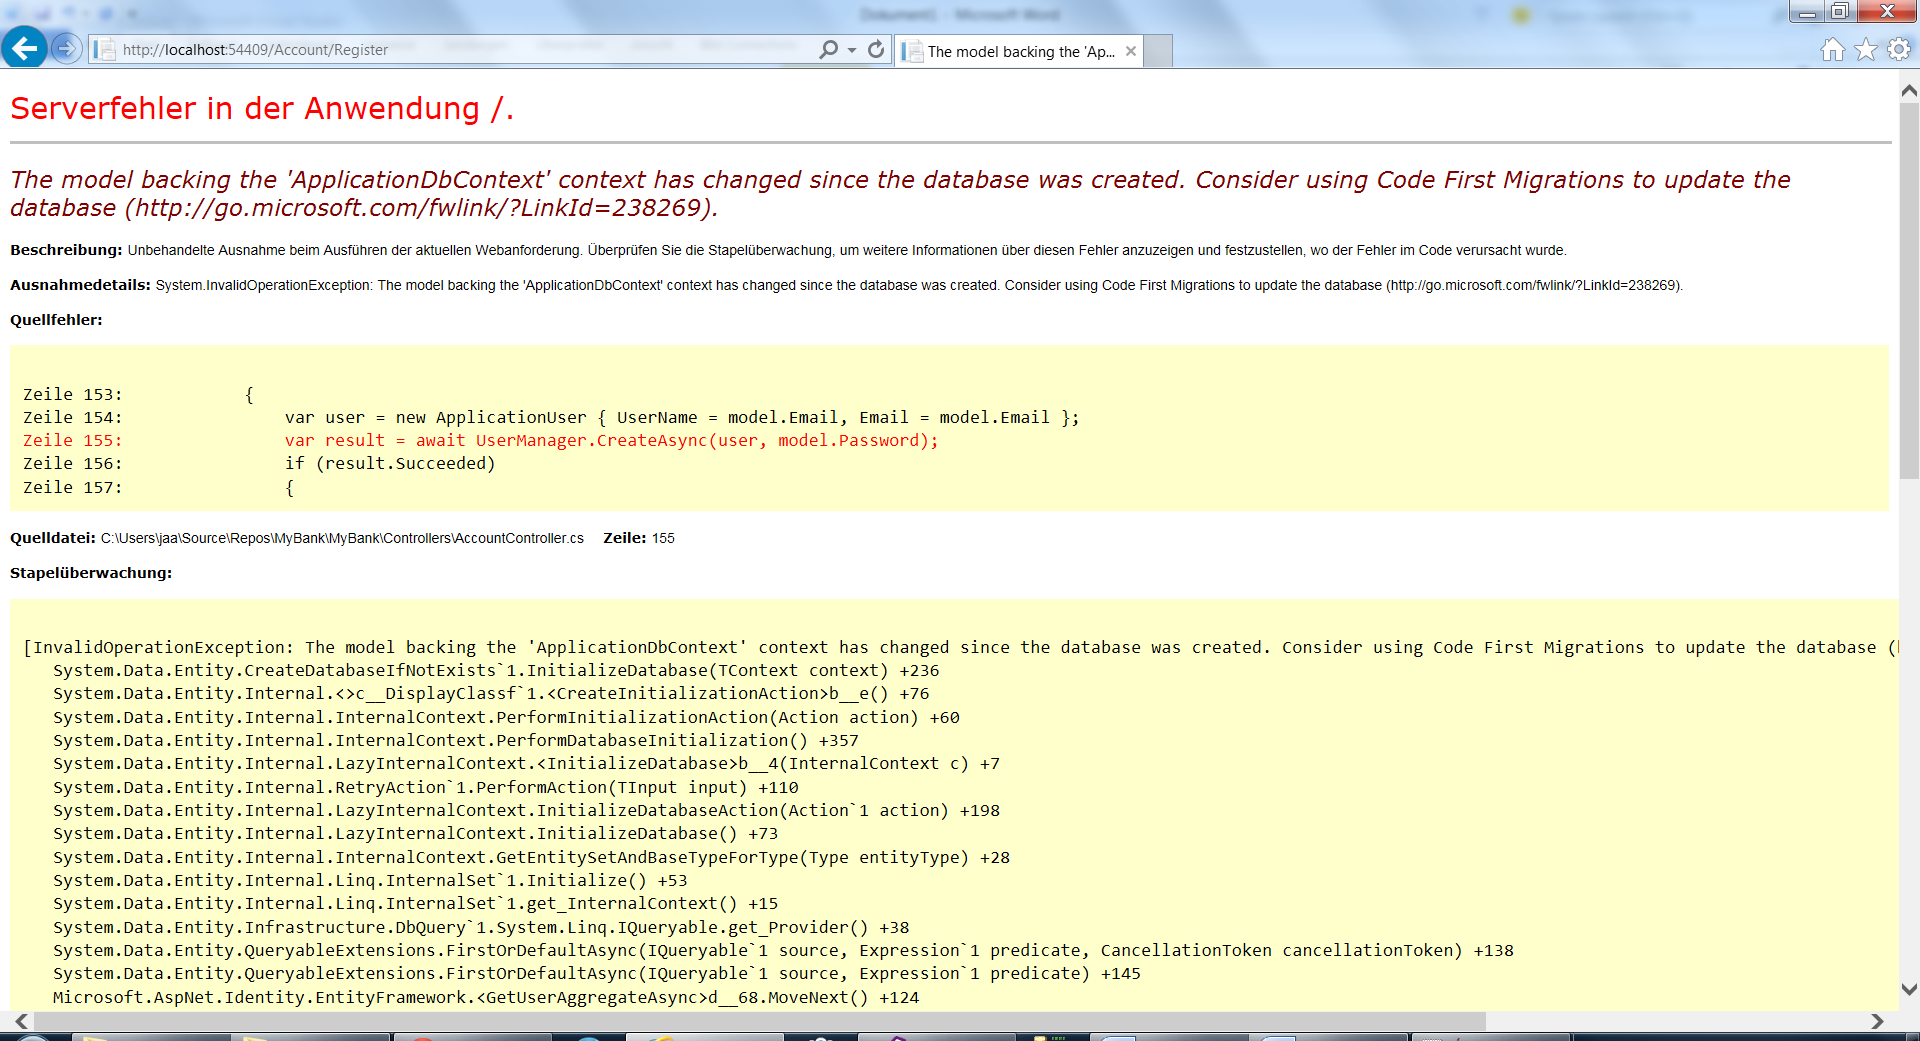 Dokument1 - Microsoft Word
http://localhost:54409/Account/Register
The model backing the 'Ap...
Serverfehler in der Anwendung /.
The model backing the 'ApplicationDbContext' context has changed since the database was created. Consider using Code First Migrations to update the
database (http://go.microsoft.com/fwlink/?LinkId=238269).
Beschreibung: Unbehandelte Ausnahme beim Ausführen der aktuellen Webanforderung. Überprüfen Sie die Stapelüberwachung, um weitere Informationen über diesen Fehler anzuzeigen und festzustellen, wo der Fehler im Code verursacht wurde.
Ausnahmedetails: System.InvalidOperationException: The model backing the 'ApplicationDbContext' context has changed since the database was created. Consider using Code First Migrations to update the database (http://go.microsoft.com/fwlink/?LinkId=238269).
Quellfehler:
Zeile 153:             {
Zeile 154:                 var user = new ApplicationUser { UserName = model.Email, Email = model.Email };
Zeile 155:                 var result = await UserManager.CreateAsync(user, model.Password);
Zeile 156:                 if (result.Succeeded)
Zeile 157:                 {
Quelldatei: C:\Users\jaa\Source\Repos\MyBank\MyBank\Controllers\AccountController.cs    Zeile: 155
Stapelüberwachung:
[InvalidOperationException: The model backing the 'ApplicationDbContext' context has changed since the database was created. Consider using Code First Migrations to update the database (
System.Data.Entity.CreateDatabaseIfNotExists`1.InitializeDatabase(TContext context) +236
System.Data.Entity.Internal.<>c__DisplayClassf`1.<CreateInitializationAction>b__e() +76
System.Data.Entity.Internal.InternalContext.PerformInitializationAction(Action action) +60
System.Data.Entity.Internal.InternalContext.PerformDatabaseInitialization() +357
System.Data.Entity.Internal.LazyInternalContext.<InitializeDatabase>b__4(InternalContext c) +7
System.Data.Entity.Internal.RetryAction`1.PerformAction(TInput input) +110
System.Data.Entity.Internal.LazyInternalContext.InitializeDatabaseAction(Action`1 action) +198
System.Data.Entity.Internal.LazyInternalContext.InitializeDatabase() +73
System.Data.Entity.Internal.InternalContext.GetEntitySetAndBaseTypeForType(Type entityType) +28
System.Data.Entity.Internal.Linq.InternalSet`1.Initialize() +53
System.Data.Entity.Internal.Linq.InternalSet`1.get_InternalContext() +15
System.Data.Entity.Infrastructure.DbQuery`1.System.Linq.IQueryable.get_Provider() +38
System.Data.Entity.QueryableExtensions.FirstOrDefaultAsync(IQueryable`1 source, Expression`1 predicate, CancellationToken cancellationToken) +138
System.Data.Entity.QueryableExtensions.FirstOrDefaultAsync(IQueryable`1 source, Expression`1 predicate) +145
Microsoft.AspNet.Identity.EntityFramework.<GetUserAggregateAsync>d__68.MoveNext() +124